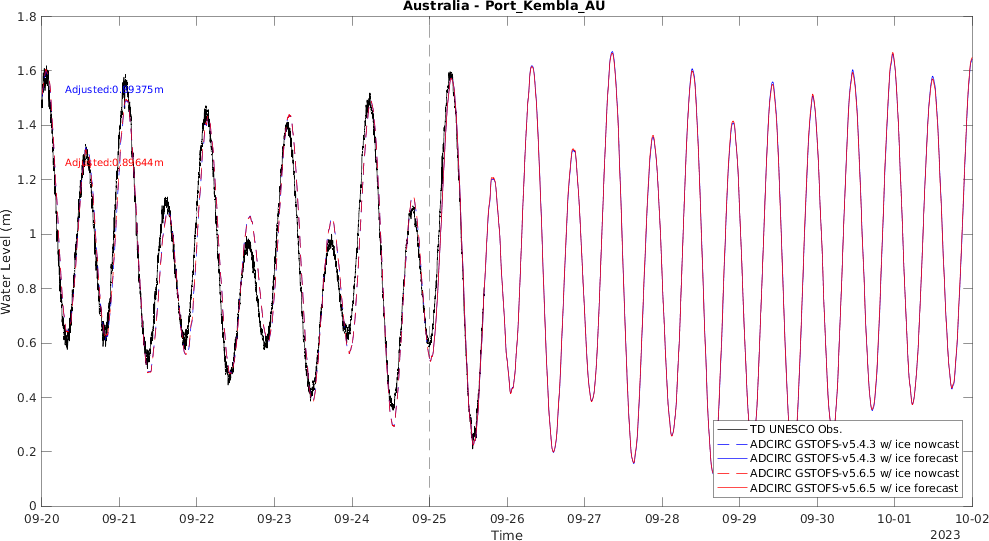 Australia - Port_Kembla_AU
1.8
1.6
1.4
1.2
1
0.8
0.6
0.4
0.2
0
Water Level (m)
Adjusted:0.89375m
Adjusted:0.89644m
TD UNESCO Obs.
ADCIRC GSTOFS-v5.4.3 w/ ice nowcast
ADCIRC GSTOFS-v5.4.3 w/ ice forecast
ADCIRC GSTOFS-v5.6.5 w/ ice nowcast
ADCIRC GSTOFS-v5.6.5 w/ ice forecast
09-20 09-21 09-22 09-23 09-24 09-25 09-26 09-27 09-28 09-29 09-30 10-01 10-02
Time
2023